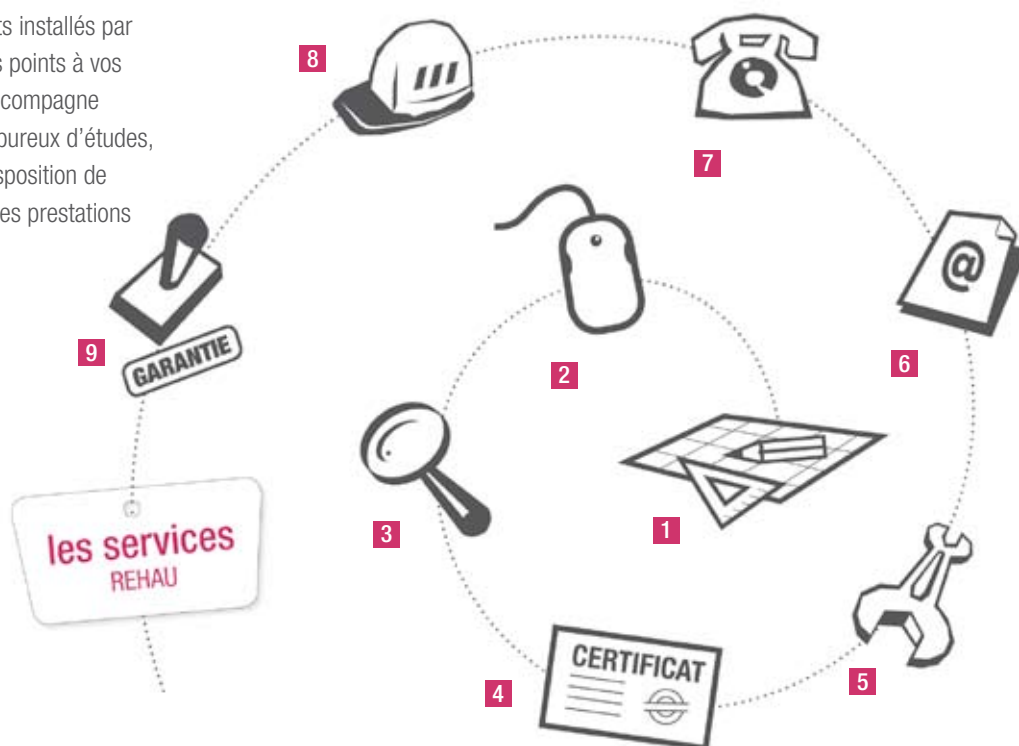 ts installés par
s points à vos
compagne
bureux d'études,
sposition de
es prestations
8
7
9
GARANTIE
2
@
6
les services
REHAU
3
1
CERTIFICAT
4
5